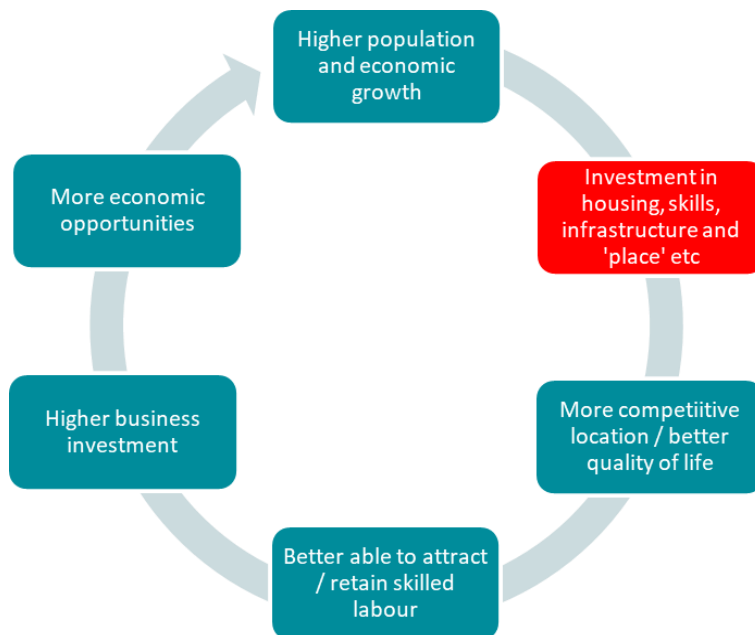 Higher population
and economic
growth
Investment in
housing, skills,
infrastructure and
'place' etc
More competiitive
location / better
quality of life
Better able to attract
/ retain skilled
labour
Higher business
investment
More economic
opportunities